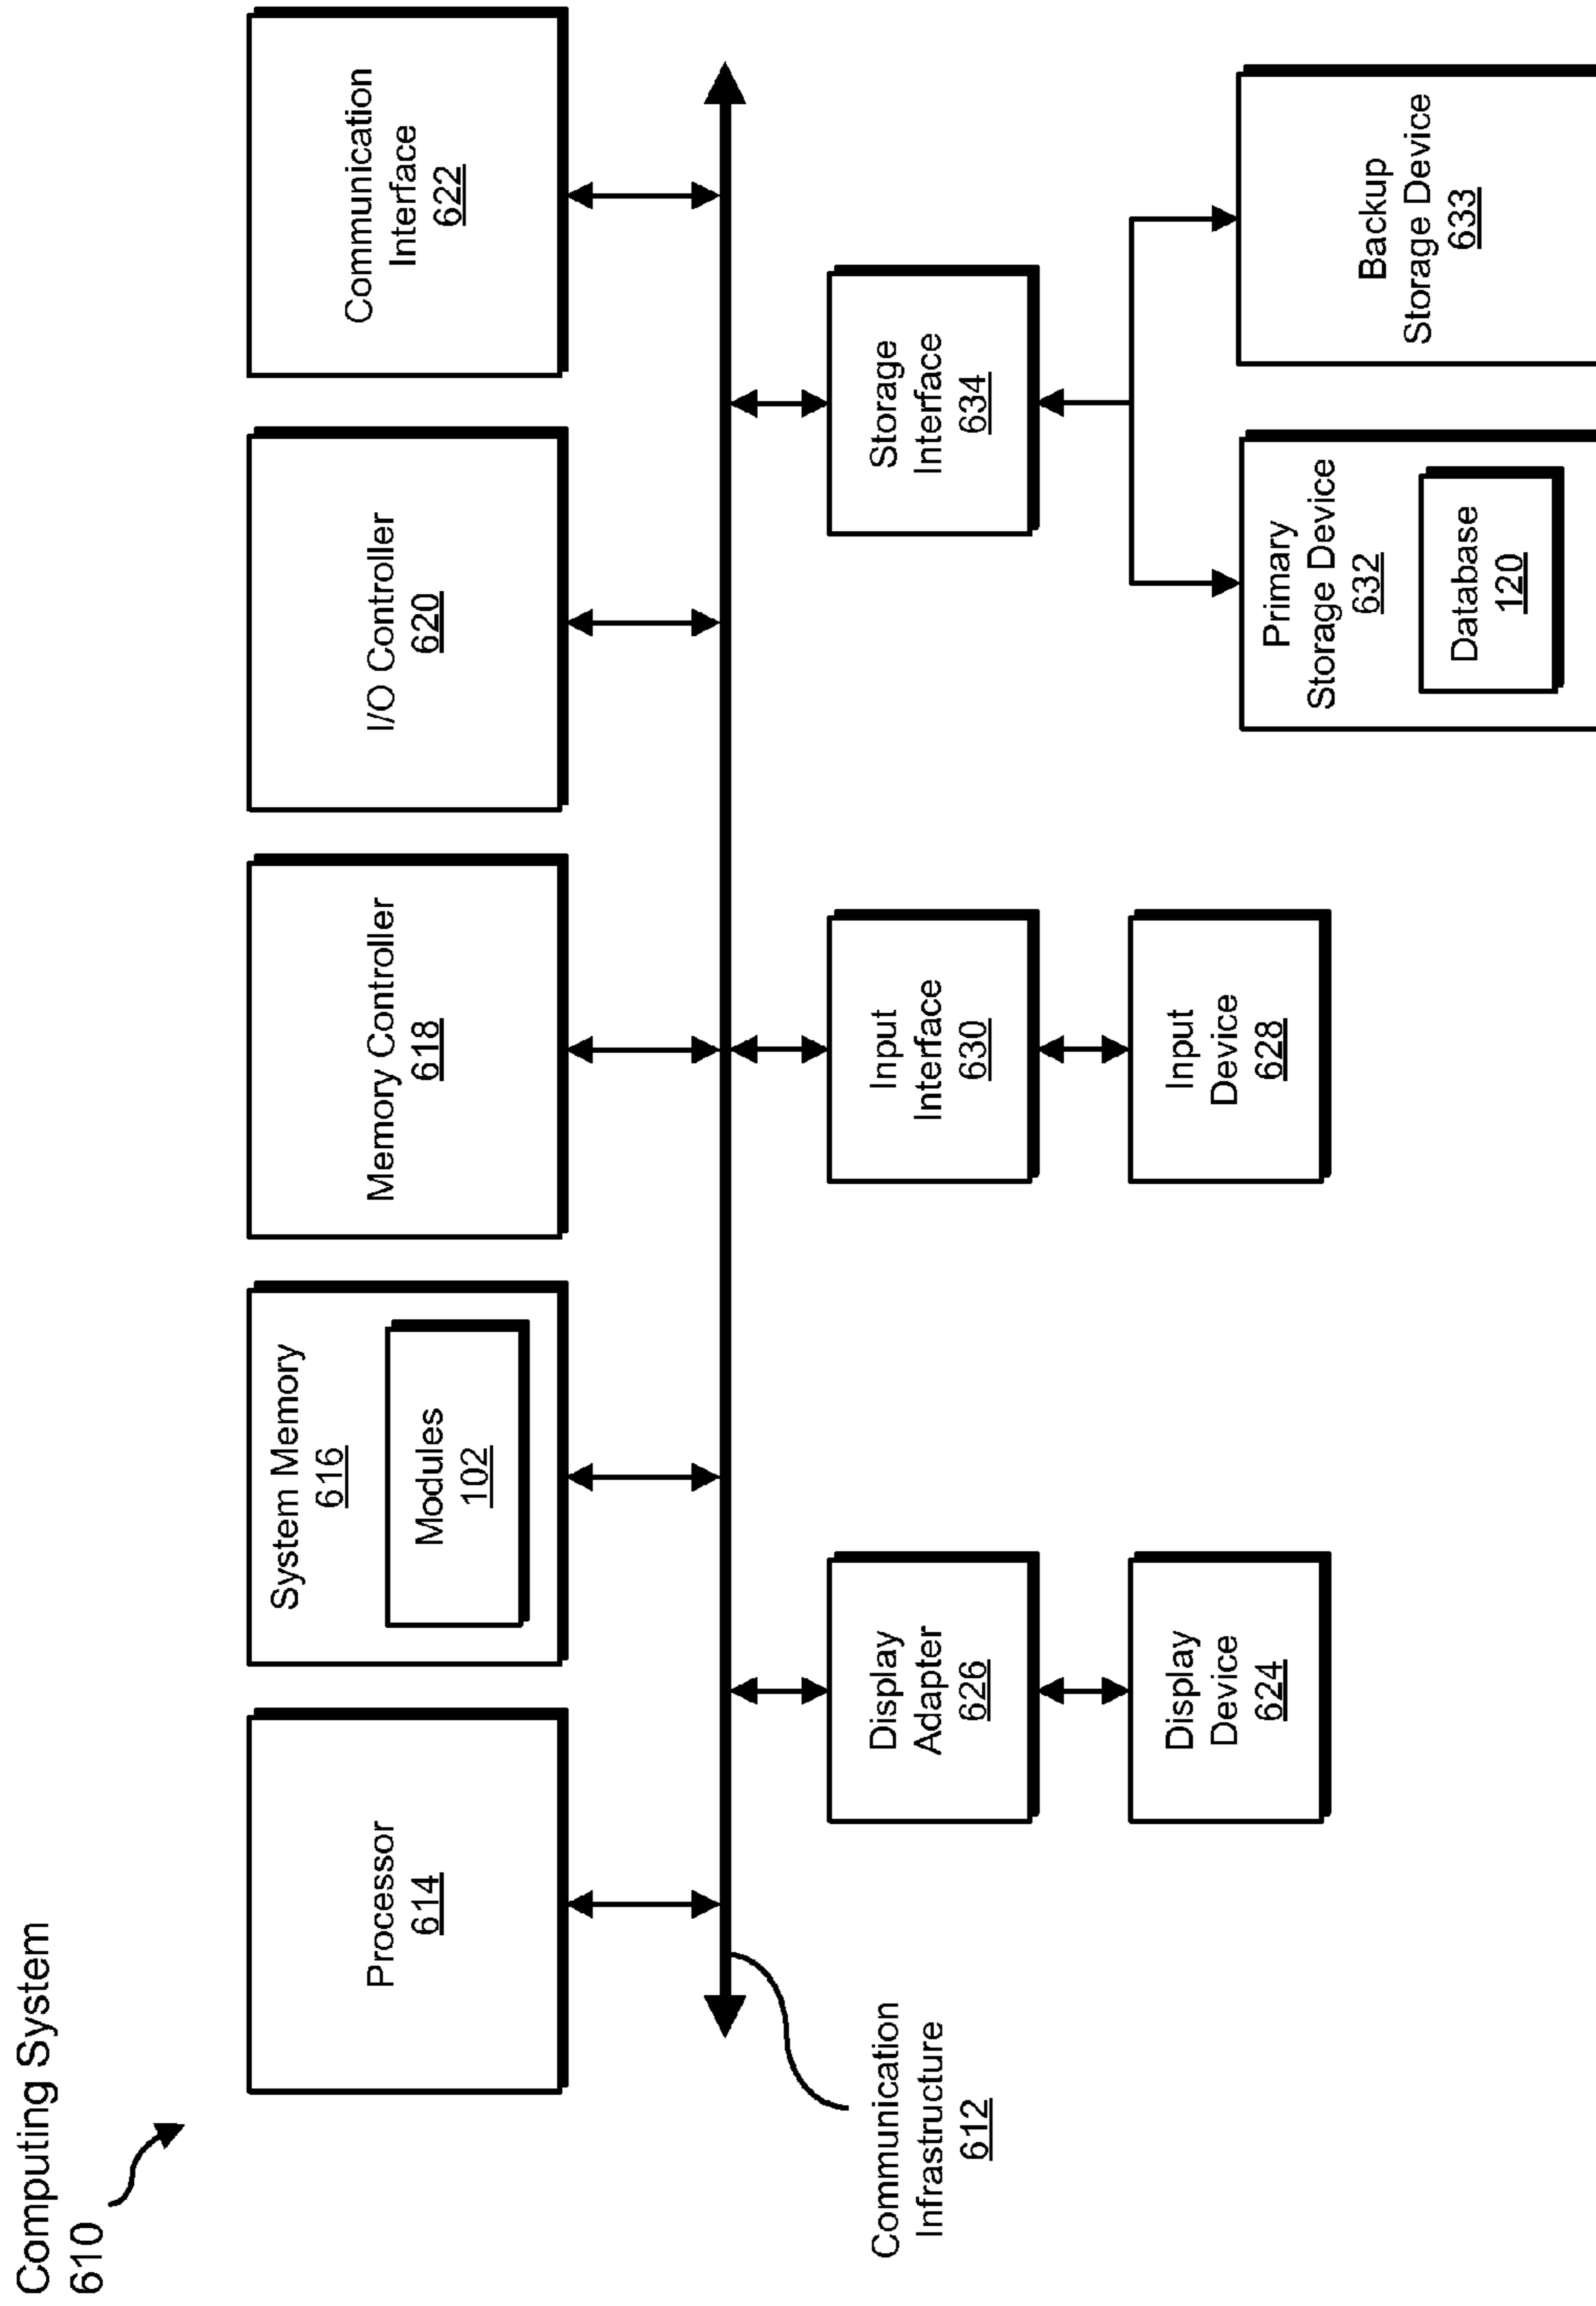 Computing System
610
Processor
614
System Memory
616
Modules
102
Memory Controller
618
I/O Controller
620
Communication
Interface
622
Communication
Infrastructure
612
Display
Adapter
626
Input
Interface
630
Storage
Interface
634
Display
Device
624
Input
Device
628
Primary
Storage Device
632
Database
120
Backup
Storage Device
633